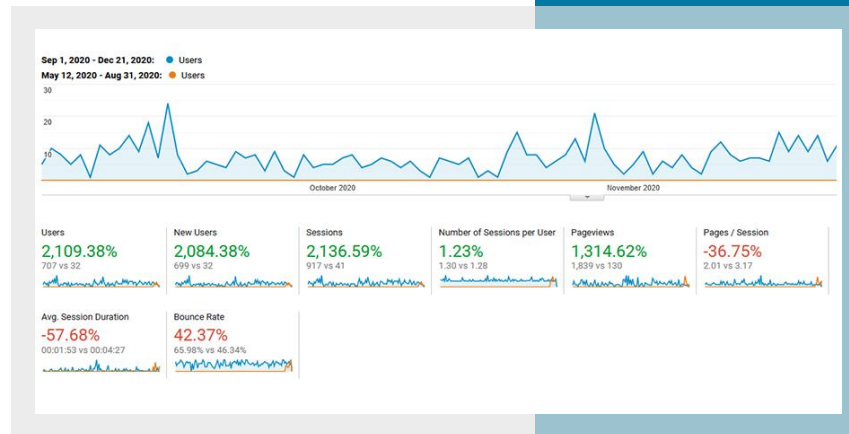 Sep 1, 2020 - Dec 21, 2020: Users
May 12, 2020 - Aug 31, 2020: Users
30
20
10
October 2020 November 2020
Users New Users Sessions Number of Sessions per User Pageviews Pages / Session
2,109.38% 2,084.38% 2,136.59% 1.23% 1,314.62% -36.75%
707 vs 32 699 vs 32 917 vs 41 1.30 vs 1.28 1,839 vs 130 2.01 vs 3.17
Avg. Session Duration Bounce Rate
-57.68% 42.37%
00:01:53 vs 00:04:27 65.98% vs 46.34%